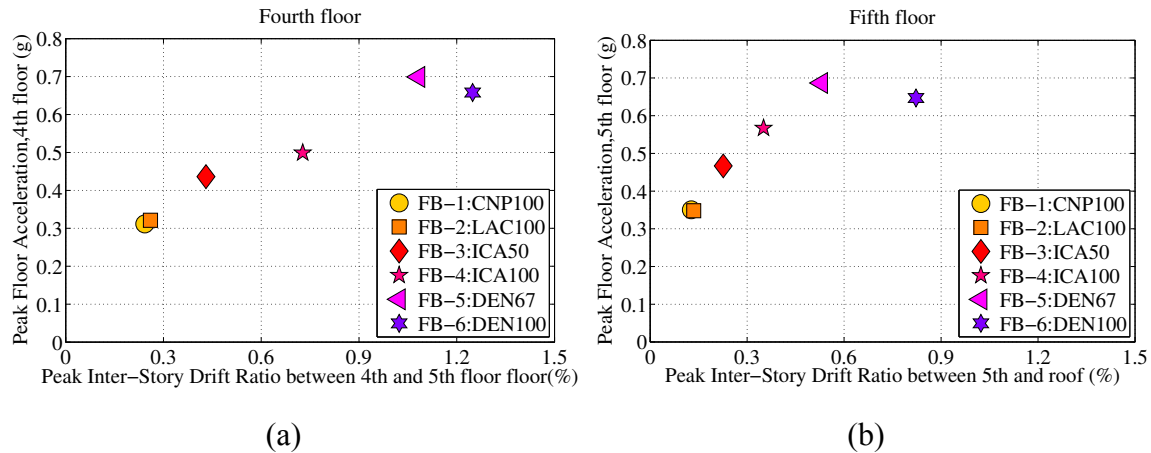 Fourth floor
Peak Floor Acceleration,4th floor (g)
0.8
0.7
0.6
0.5
0.4
0.3
0.2
0.1
0
0 0.3 0.6 0.9 1.2 1.5
Peak Inter−Story Drift Ratio between 4th and 5th floor floor(%)
FB−1:CNP100
FB−2:LAC100
FB−3:ICA50
FB−4:ICA100
FB−5:DEN67
FB−6:DEN100
(a)
Fifth floor
Peak Floor Acceleration,5th floor (g)
0.8
0.7
0.6
0.5
0.4
0.3
0.2
0.1
0
0 0.3 0.6 0.9 1.2 1.5
Peak Inter−Story Drift Ratio between 5th and roof (%)
FB−1:CNP100
FB−2:LAC100
FB−3:ICA50
FB−4:ICA100
FB−5:DEN67
FB−6:DEN100
(b)